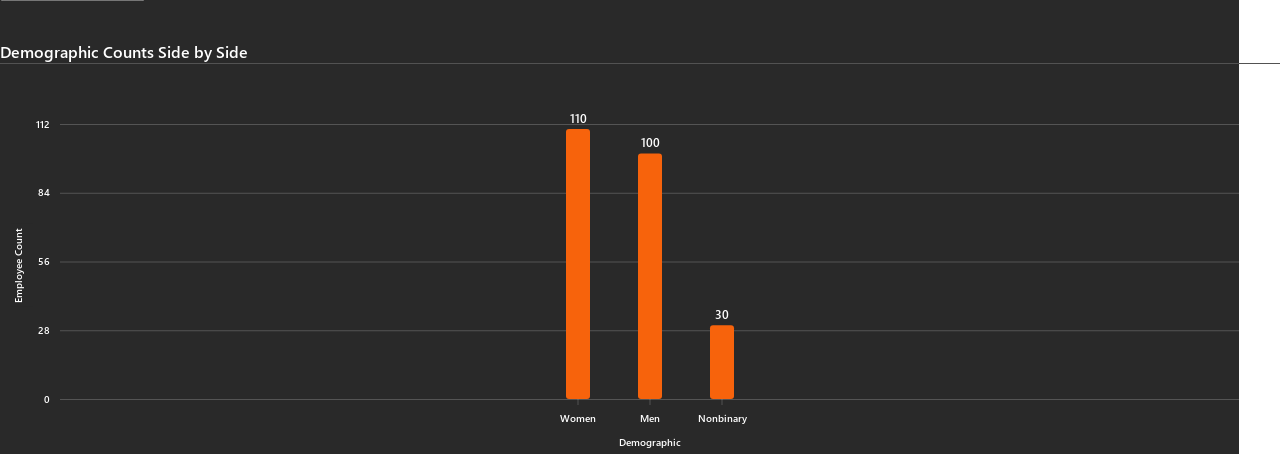 Demographic Counts Side by Side
112
84
56
28
0
Employee Count
110
100
30
Women
Men
Nonbinary
Demographic